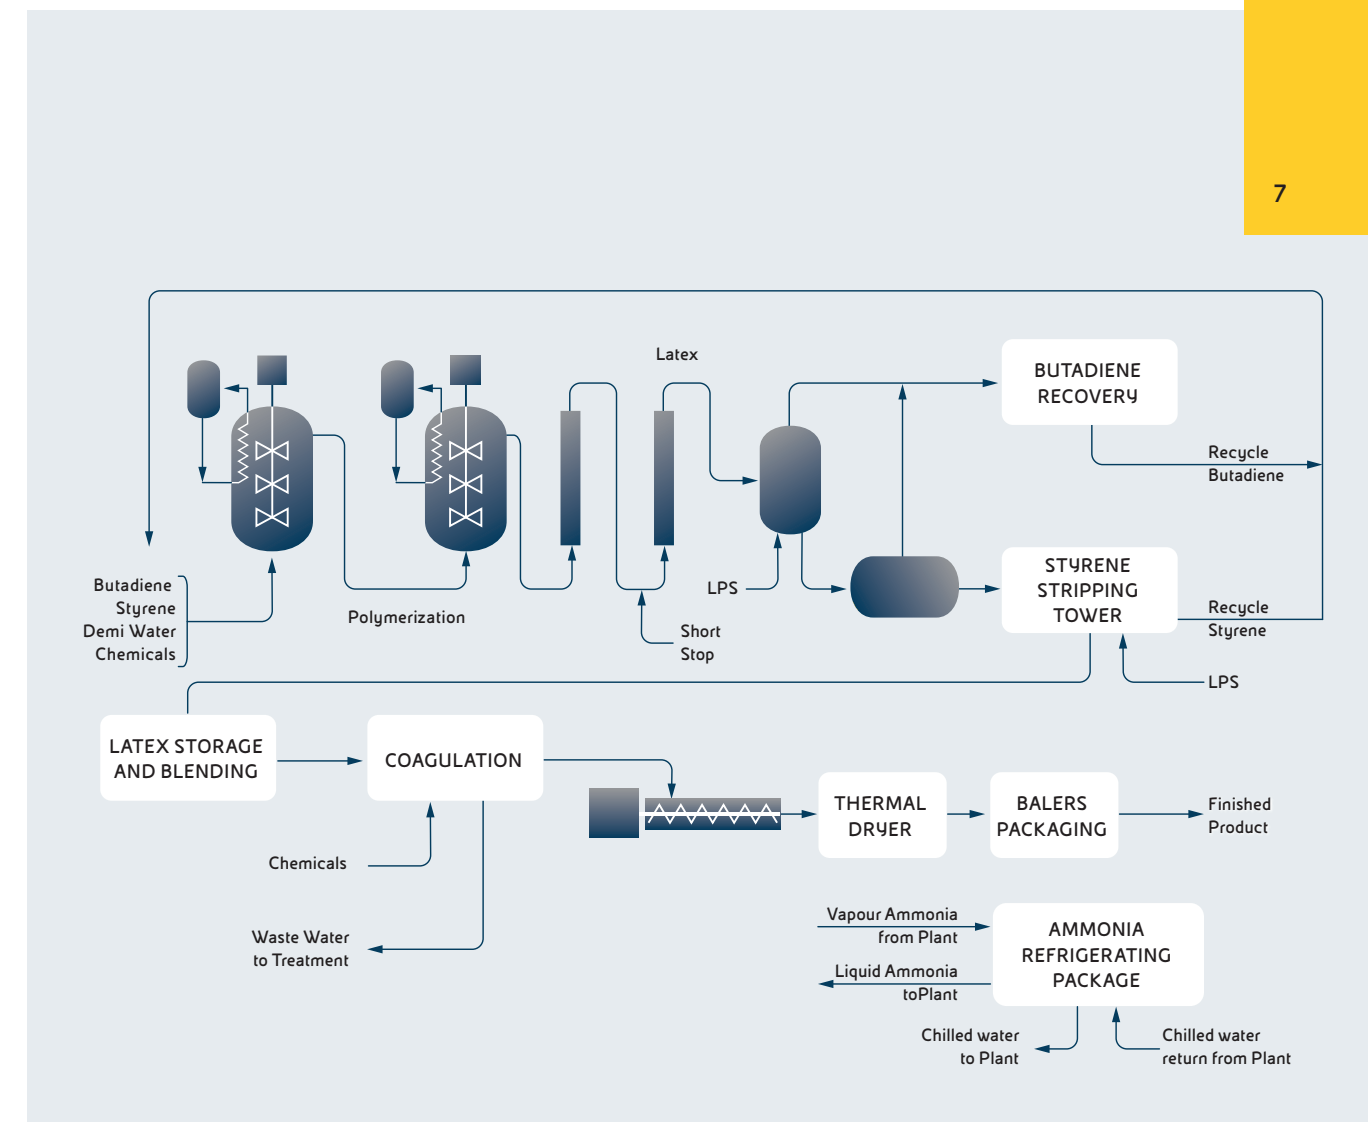 7
Latex
BUTADIENE
RECOVERY
Recycle
Butadiene
Butadiene
Styrene
Demi Water
Chemicals
Polymerization
LPS
Short
Stop
STYRENE
STRIPPING
TOWER
Recycle
Styrene
LPS
LATEX STORAGE
AND BLENDING
COAGULATION
THERMAL
DRYER
BALERS
PACKAGING
Finished
Product
Chemicals
Waste Water
to Treatment
Vapour Ammonia
from Plant
Liquid Ammonia
toPlant
AMMONIA
REFRIGERATING
PACKAGE
Chilled water
to Plant
Chilled water
return from Plant